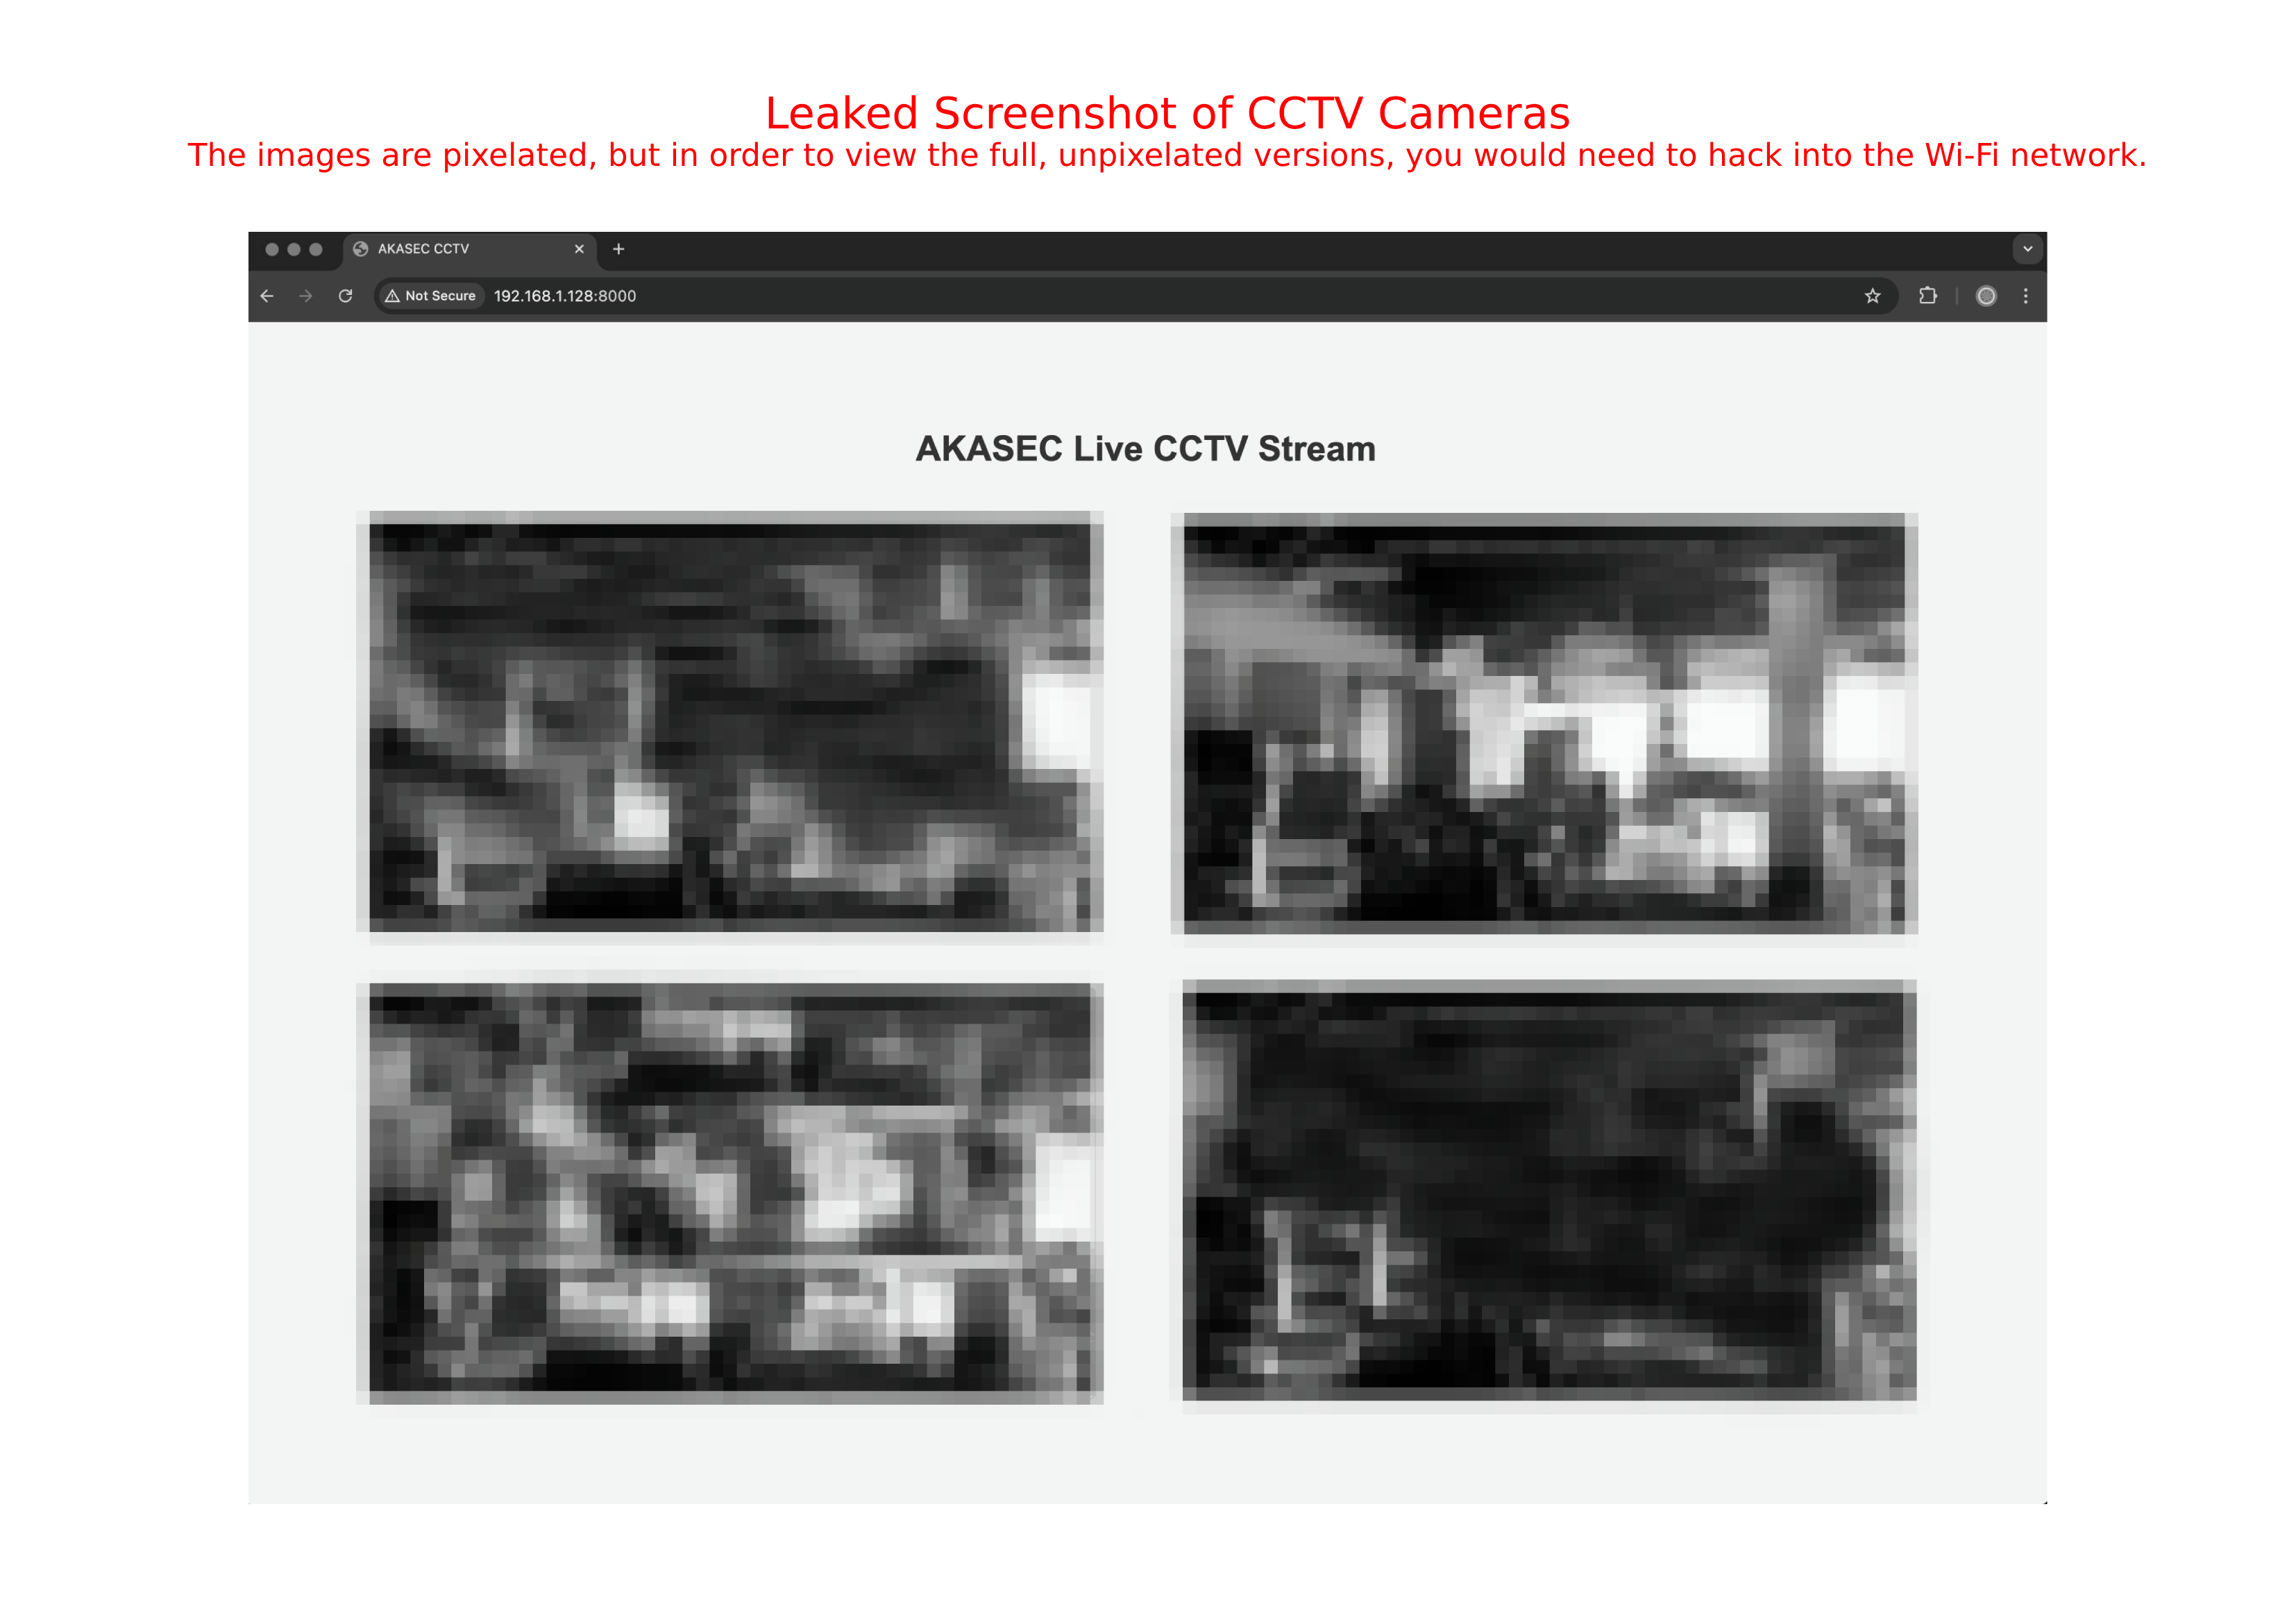 Leaked Screenshot of CCTV Cameras
The images are pixelated, but in order to view the full, unpixelated versions, you would need to hack into the Wi-Fi network.
AKASEC CCTV
Not Secure 192.168.1.128:8000
AKASEC Live CCTV Stream